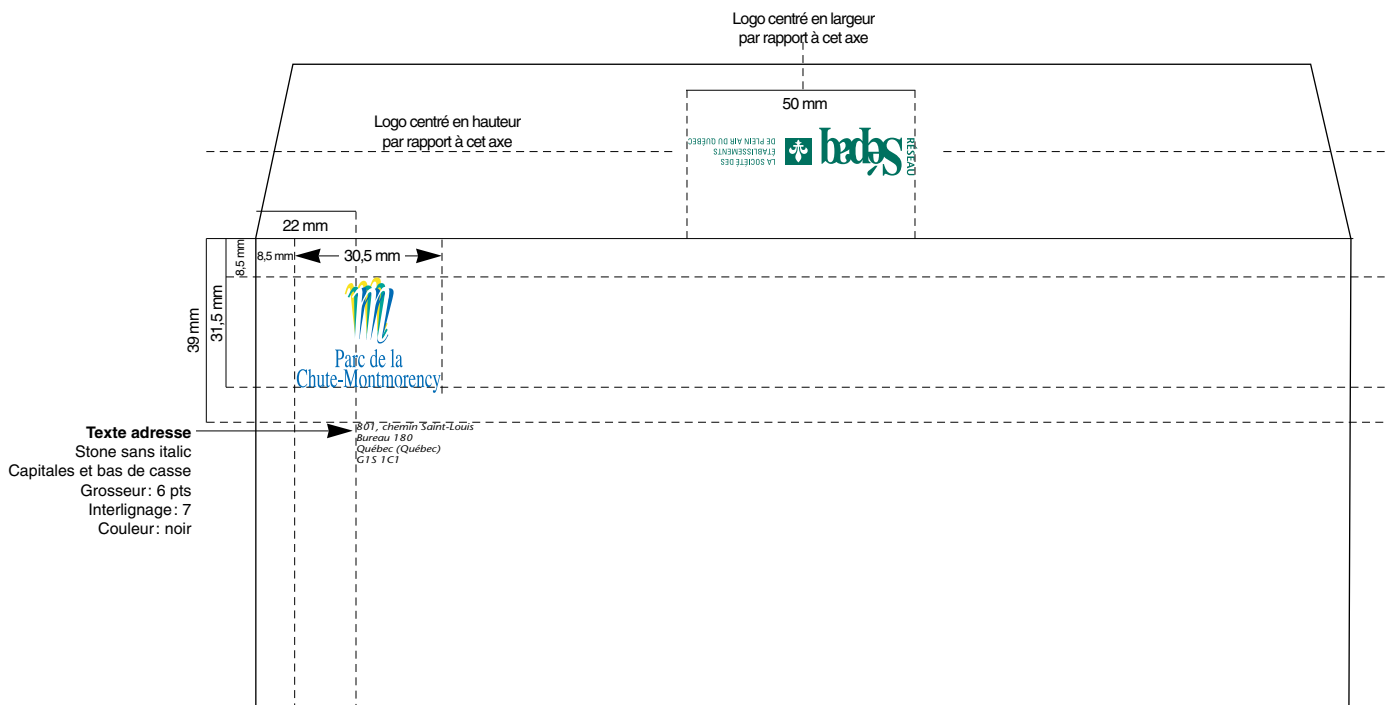 Logo centré en largeur
par rapport à cet axe
50 mm
Logo centré en hauteur
par rapport à cet axe
RÉSEAU
Sépaq
LA SOCIÉTÉ DES
ÉTABLISSEMENTS
DE PLEIN AIR DU QUÉBEC
22 mm
8,5 mm
8,5 mm
30,5 mm
31,5 mm
39 mm
Parc de la
Chute-Montmorency
Texte adresse
Stone sans italic
Capitales et bas de casse
Grosseur : 6 pts
Interlignage : 7
Couleur : noir
801, chemin Saint-Louis
Bureau 180
Québec (Québec)
G1S 1C1